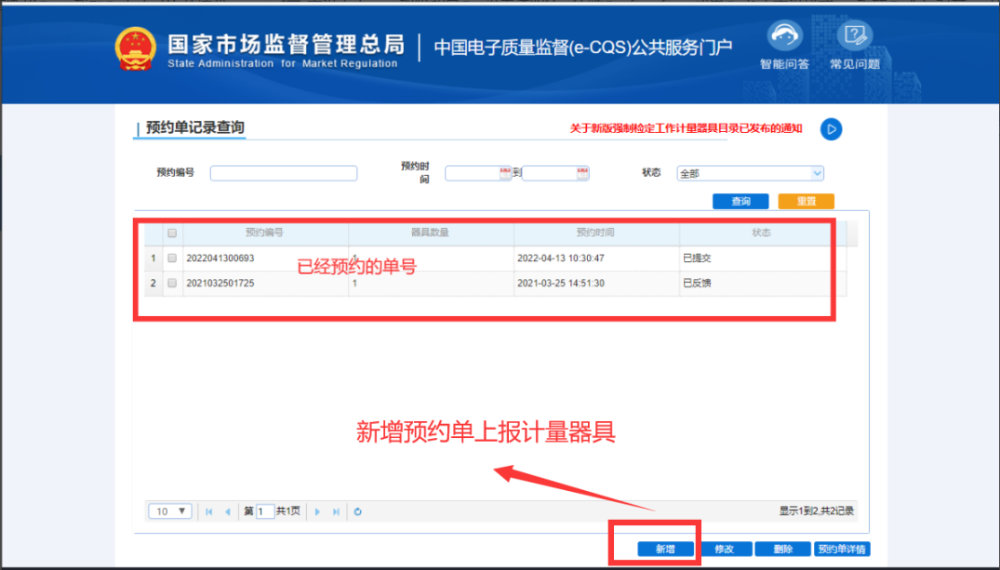 国家市场监督管理总局 中国电子质量监督(e-CQS)公共服务门户
State Administration for Market Regulation
智能问答 常见问题
预约单记录查询 关于新版强制检定工作计量器具目录已发布的通知
预约编号 预约时间 到 状态 全部
查询 重置
预约编号 器具数量 预约时间 状态
1 2022041300693 1 2022-04-13 10:30:47 已提交
已经预约的单号
2 2021032501725 1 2021-03-25 14:51:30 已反馈
新增预约单上报计量器具
10 第 1 共1页 显示1到2,共2记录
新增 修改 删除 预约单详情